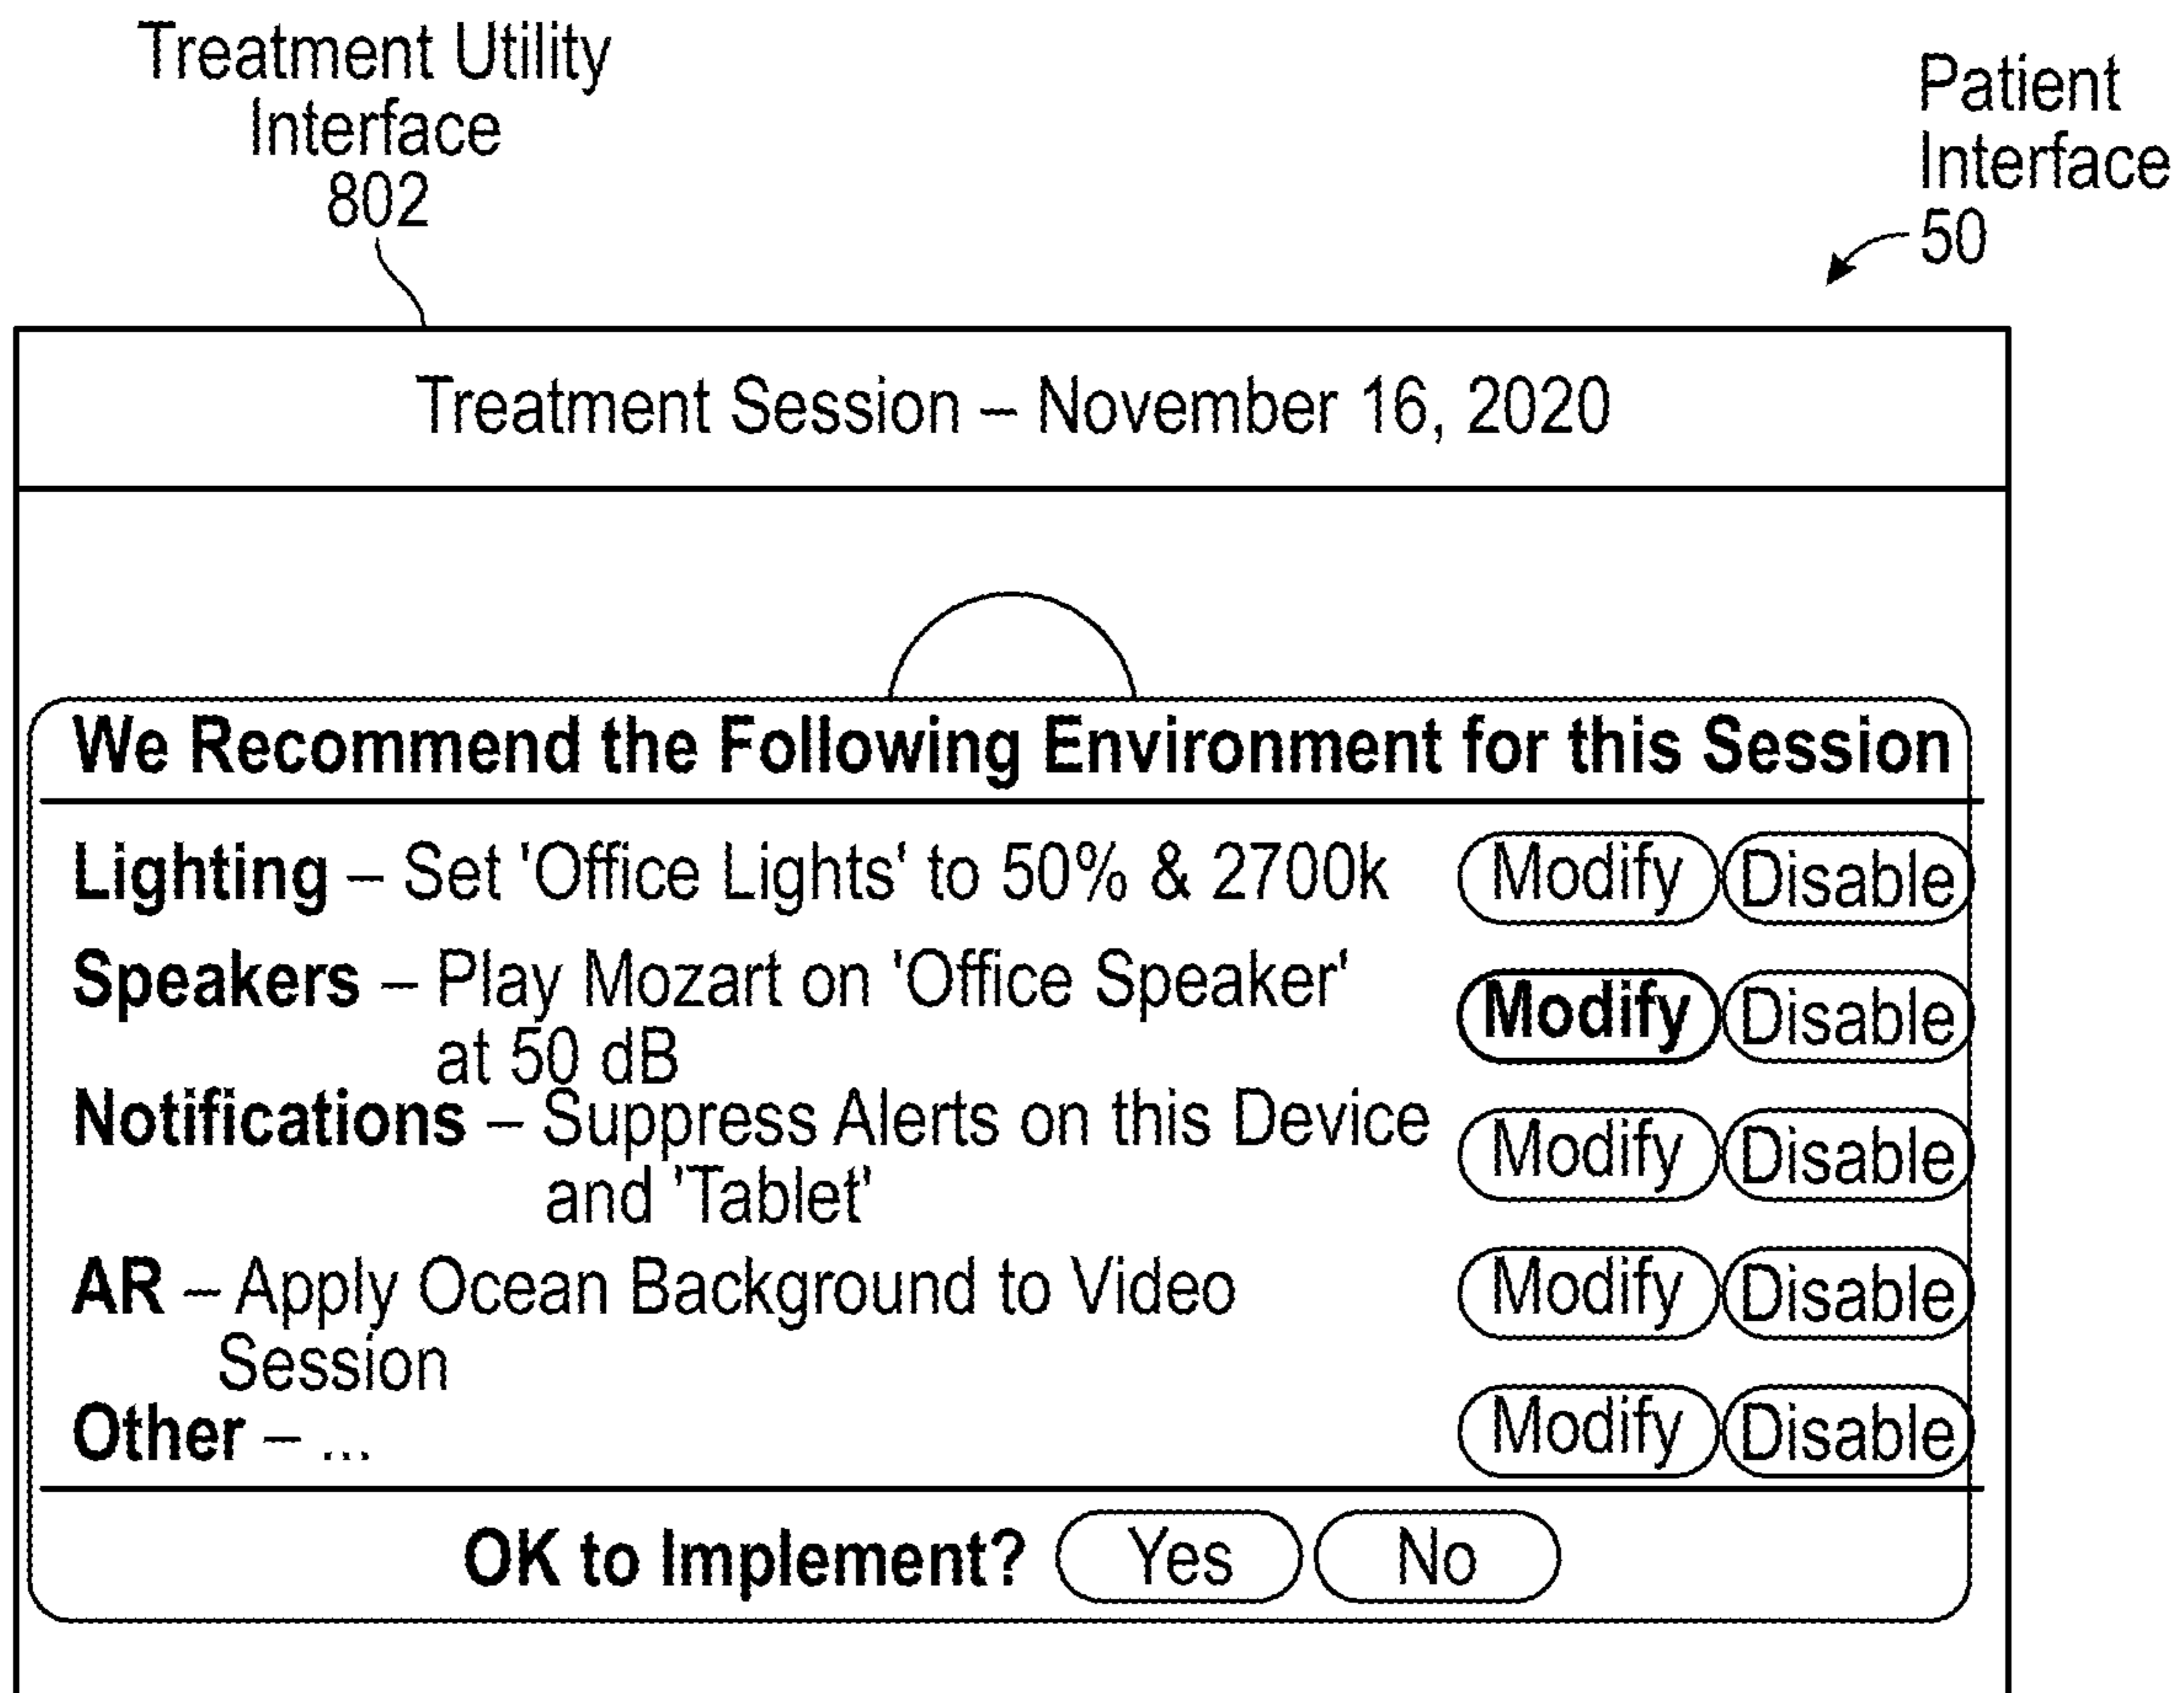 Treatment Utility
Interface
802
Patient
Interface
50
Treatment Session – November 16, 2020
We Recommend the Following Environment for this Session
Lighting – Set 'Office Lights' to 50% & 2700k Modify Disable
Speakers – Play Mozart on 'Office Speaker' Modify Disable
at 50 dB
Notifications – Suppress Alerts on this Device Modify Disable
and 'Tablet'
AR – Apply Ocean Background to Video Modify Disable
Session
Other – ... Modify Disable
OK to Implement? Yes No